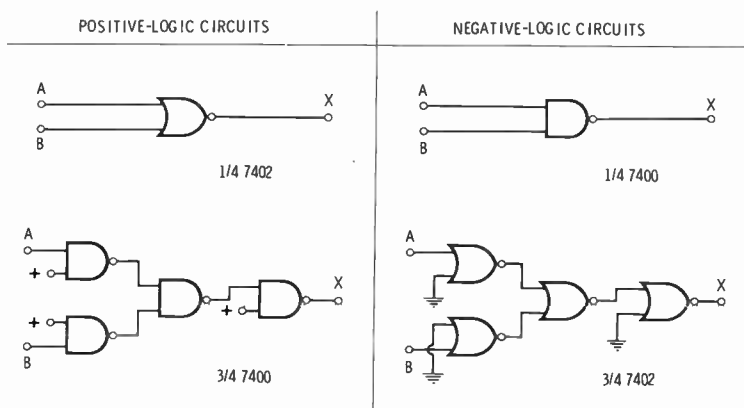 POSITIVE-LOGIC CIRCUITS
NEGATIVE-LOGIC CIRCUITS
A
X
B
1/4 7402
A
X
B
1/4 7400
A
+
+
B
+
X
3/4 7400
A
B
X
3/4 7402